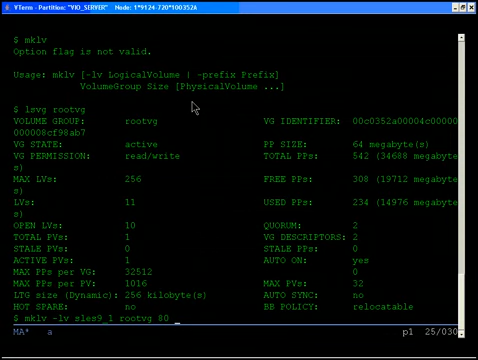 VTerm - Partition: "VIO_SERVER" Node: 1*9124-720*100352A
$ mklv
Option flag is not valid.
Usage: mklv [-lv LogicalVolume | -prefix Prefix]
VolumeGroup Size [PhysicalVolume ...]
$ lsvg rootvg
VOLUME GROUP: rootvg VG IDENTIFIER: 00c0352a00004c00000
000008cf98ab7
VG STATE: active PP SIZE: 64 megabyte(s)
VG PERMISSION: read/write TOTAL PPs: 542 (34688 megabyte
s)
MAX LVs: 256 FREE PPs: 308 (19712 megabyte
s)
LVs: 11 USED PPs: 234 (14976 megabyte
s)
OPEN LVs: 10 QUORUM: 2
TOTAL PVs: 1 VG DESCRIPTORS: 2
STALE PVs: 0 STALE PPs: 0
ACTIVE PVs: 1 AUTO ON: yes
MAX PPs per VG: 32512 0
MAX PPs per PV: 1016 MAX PVs: 32
LTG size (Dynamic): 256 kilobyte(s) AUTO SYNC: no
HOT SPARE: no BB POLICY: relocatable
$ mklv -lv sles9_1 rootvg 80 _
MA* a p1 25/030